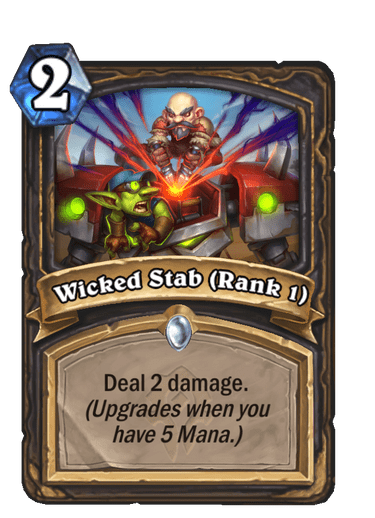 2
Wicked Stab (Rank 1)
Deal 2 damage.
(Upgrades when you
have 5 Mana.)